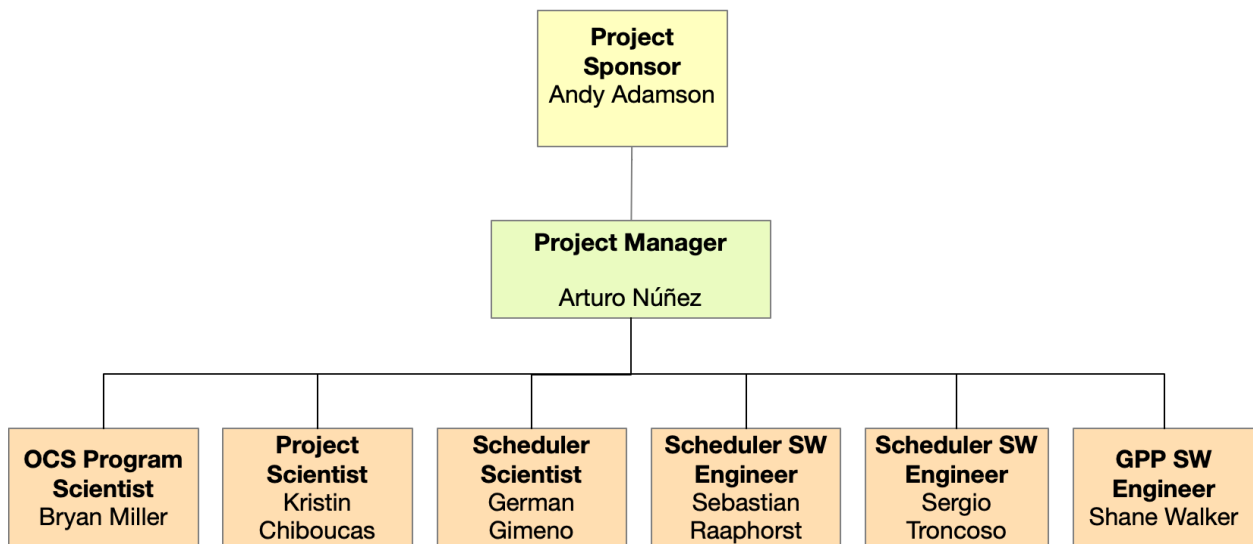 Project
Sponsor
Andy Adamson
Project Manager
Arturo Núñez
OCS Program
Scientist
Bryan Miller
Project
Scientist
Kristin
Chiboucas
Scheduler
Scientist
German
Gimeno
Scheduler SW
Engineer
Sebastian
Raaphorst
Scheduler SW
Engineer
Sergio
Troncoso
GPP SW
Engineer
Shane Walker